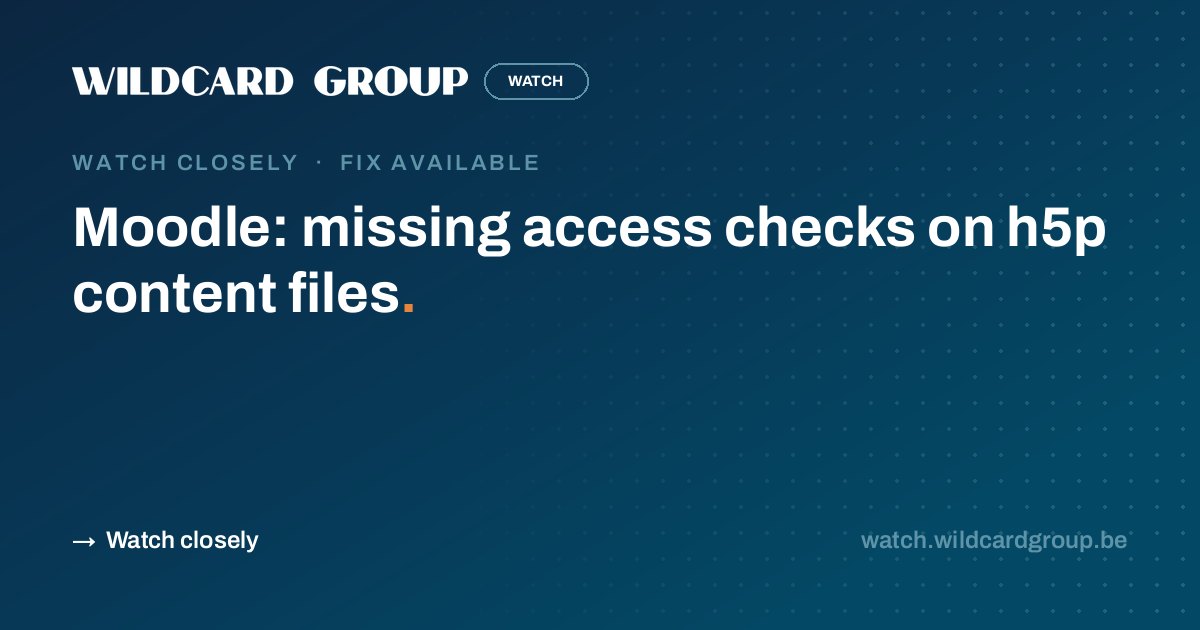 WILDCARD GROUP WATCH
WATCH CLOSELY · FIX AVAILABLE
Moodle: missing access checks on h5p
content files.
→ Watch closely
watch.wildcardgroup.be